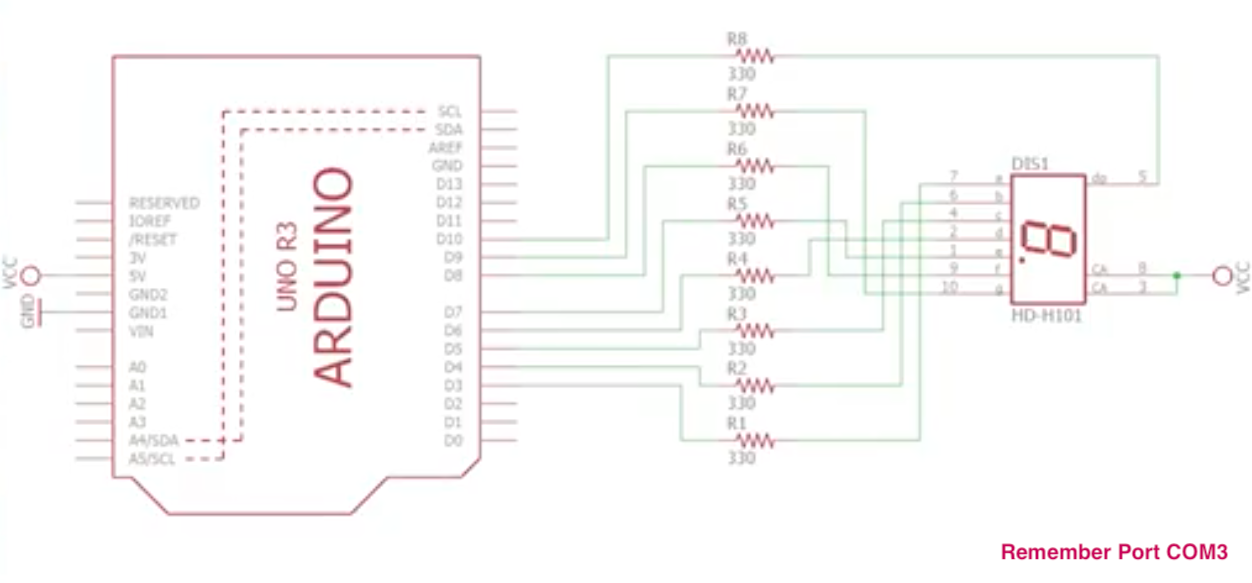 R8
330
R7
330
R6
330
R5
330
R4
330
R3
330
R2
330
R1
330
SCL
SDA
AREF
GND
D13
D12
D11
D10
D9
D8
D7
D6
D5
D4
D3
D2
D1
D0
RESERVED
IOREF
/RESET
3V
5V
GND2
GND1
VIN
A0
A1
A2
A3
A4/SDA
A5/SCL
VCC
GND
UNO R3
ARDUINO
DIS1
7 a
6 b
4 c
2 d
1 e
9 f
10 g
dp 5
CA 8
CA 3
HD-H101
VCC
Remember Port COM3